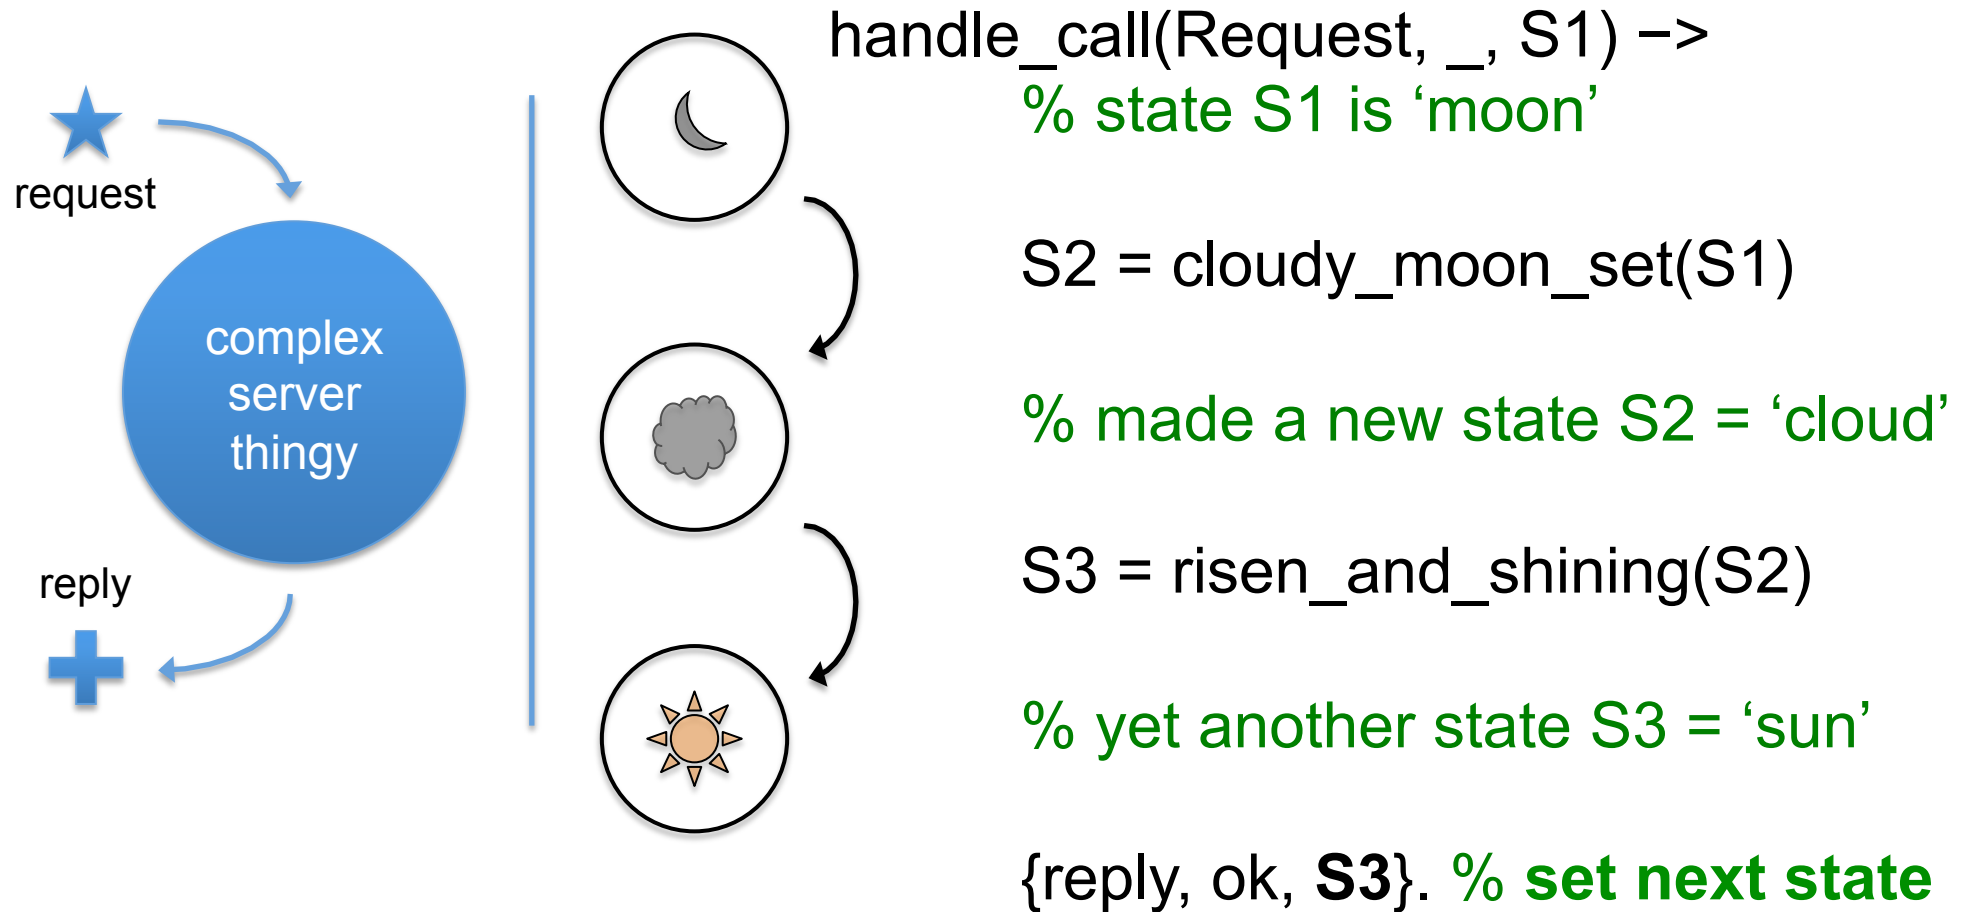 request
complex
server
thingy
reply
handle_call(Request, _, S1) −>
% state S1 is ‘moon’
S2 = cloudy_moon_set(S1)
% made a new state S2 = ‘cloud’
S3 = risen_and_shining(S2)
% yet another state S3 = ‘sun’
{reply, ok, S3}. % set next state